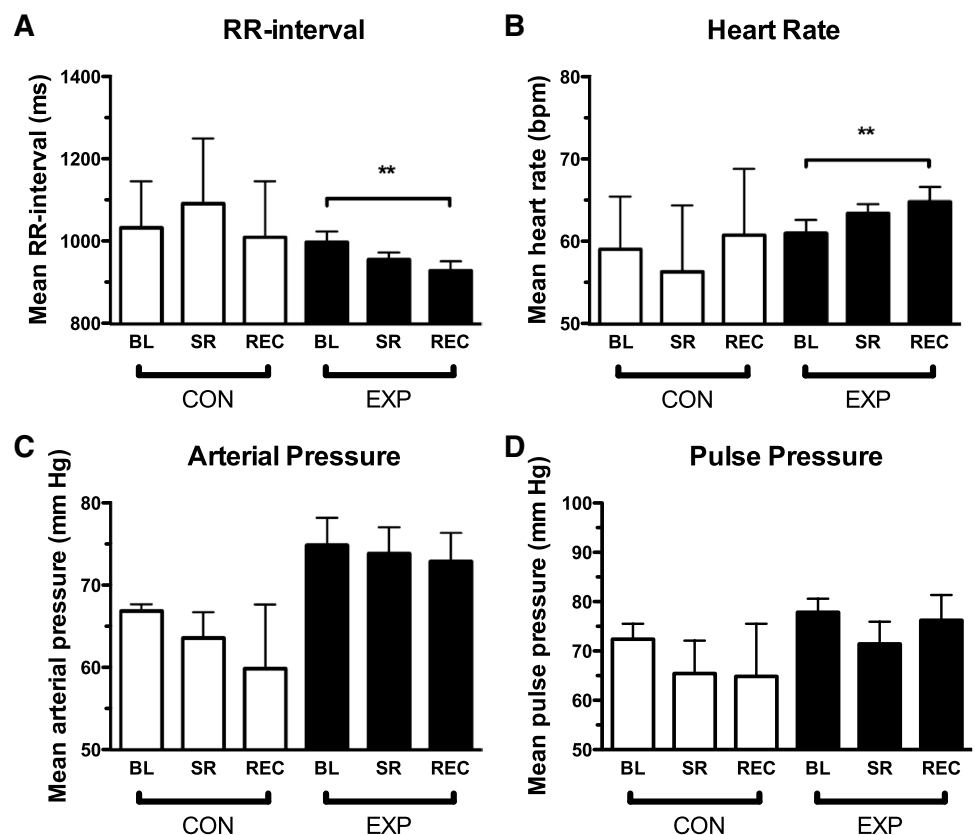 A
RR-interval
Mean RR-interval (ms)
1400
1200
1000
800
**
BL SR REC BL SR REC
CON EXP
B
Heart Rate
Mean heart rate (bpm)
80
70
60
50
**
BL SR REC BL SR REC
CON EXP
C
Arterial Pressure
Mean arterial pressure (mm Hg)
80
70
60
50
BL SR REC BL SR REC
CON EXP
D
Pulse Pressure
Mean pulse pressure (mm Hg)
100
90
80
70
60
50
BL SR REC BL SR REC
CON EXP